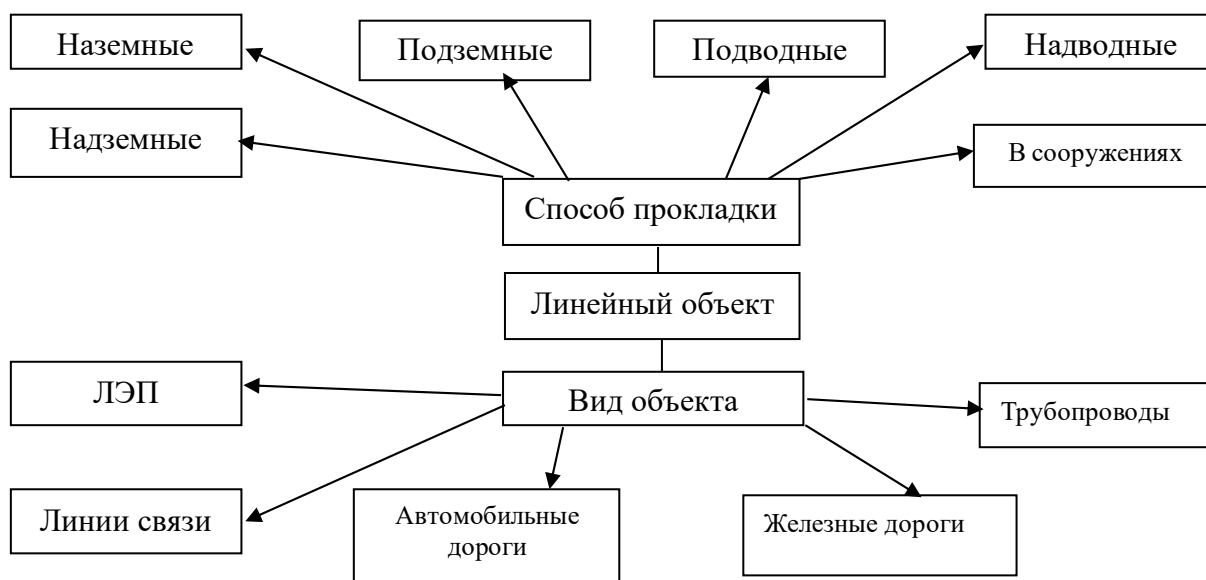 Наземные
Подземные
Подводные
Надводные
Надземные
В сооружениях
Способ прокладки
Линейный объект
ЛЭП
Вид объекта
Трубопроводы
Линии связи
Автомобильные
дороги
Железные дороги